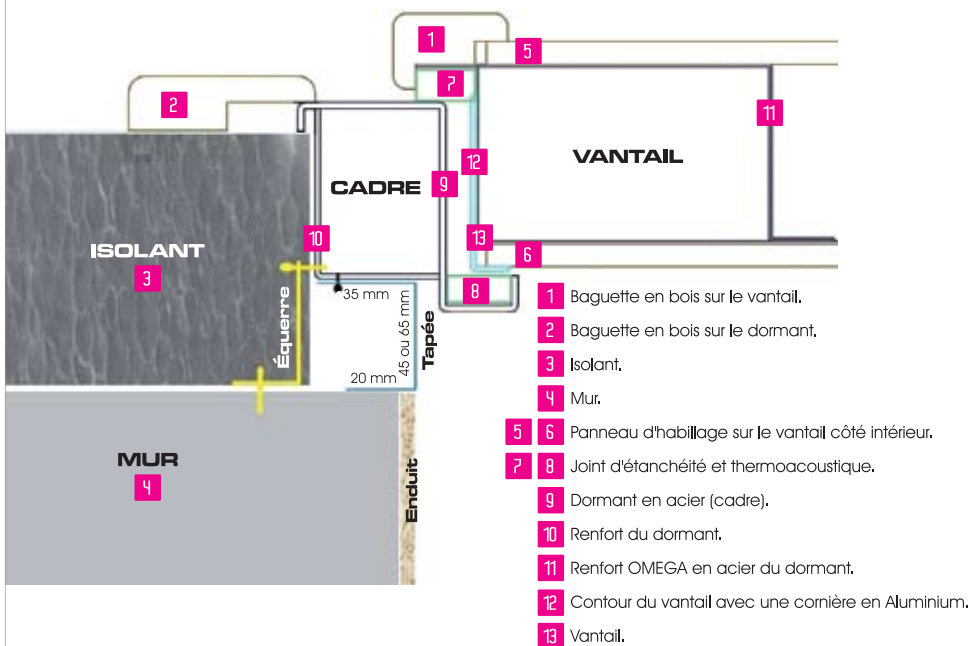 1
5
7
2
11
12
VANTAIL
CADRE
9
13
10
ISOLANT
3
6
35 mm
8
Équerre
45 ou 65 mm
Tapée
20 mm
MUR
4
Enduit
1 Baguette en bois sur le vantail.
2 Baguette en bois sur le dormant.
3 Isolant.
4 Mur.
5 6 Panneau d'habillage sur le vantail côté intérieur.
7 8 Joint d'étanchéité et thermoacoustique.
9 Dormant en acier (cadre).
10 Renfort du dormant.
11 Renfort OMEGA en acier du dormant.
12 Contour du vantail avec une cornière en Aluminium.
13 Vantail.